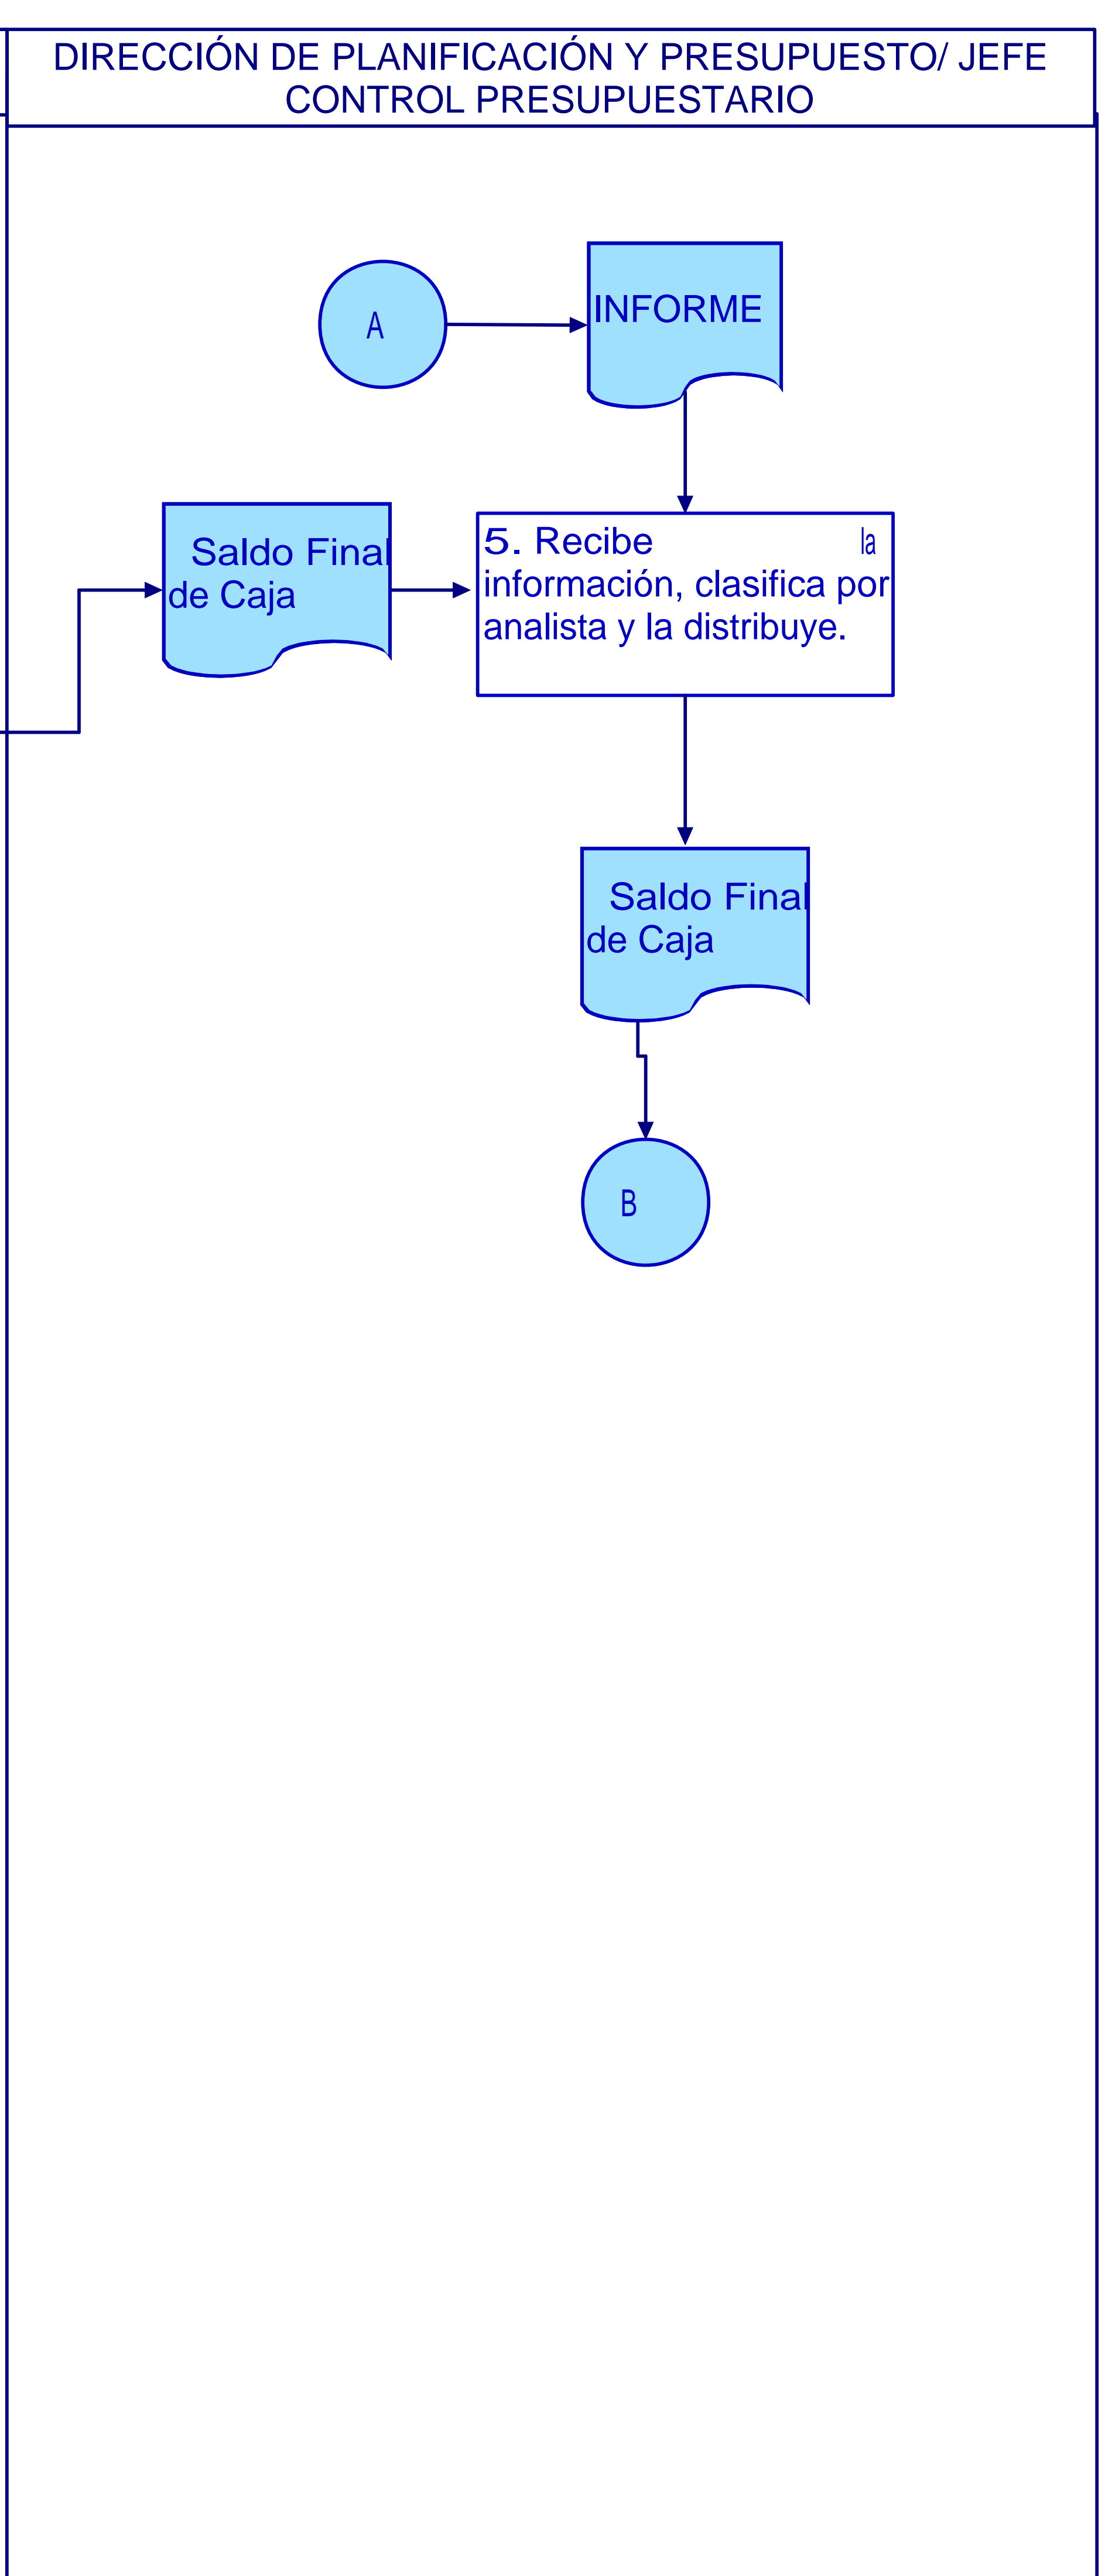 DIRECCIÓN DE PLANIFICACIÓN Y PRESUPUESTO/ JEFE
CONTROL PRESUPUESTARIO
A
INFORME
Saldo Final
de Caja
5. Recibe la
información, clasifica por
analista y la distribuye.
Saldo Final
de Caja
B